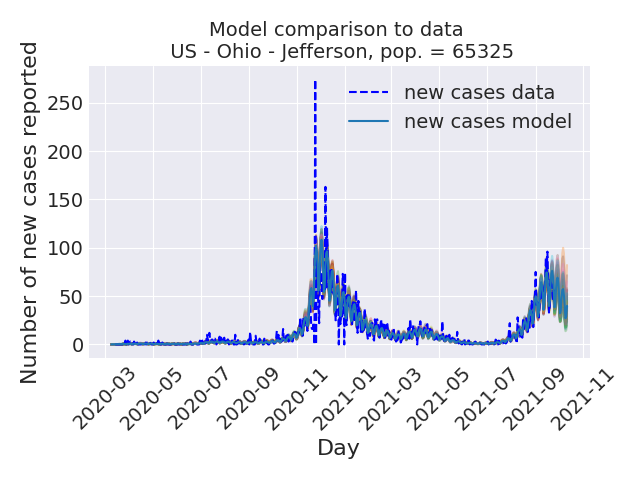 Model comparison to data
US - Ohio - Jefferson, pop. = 65325
Number of new cases reported
250
200
150
100
50
0
new cases data
new cases model
2020-03
2020-05
2020-07
2020-09
2020-11
2021-01
2021-03
2021-05
2021-07
2021-09
2021-11
Day